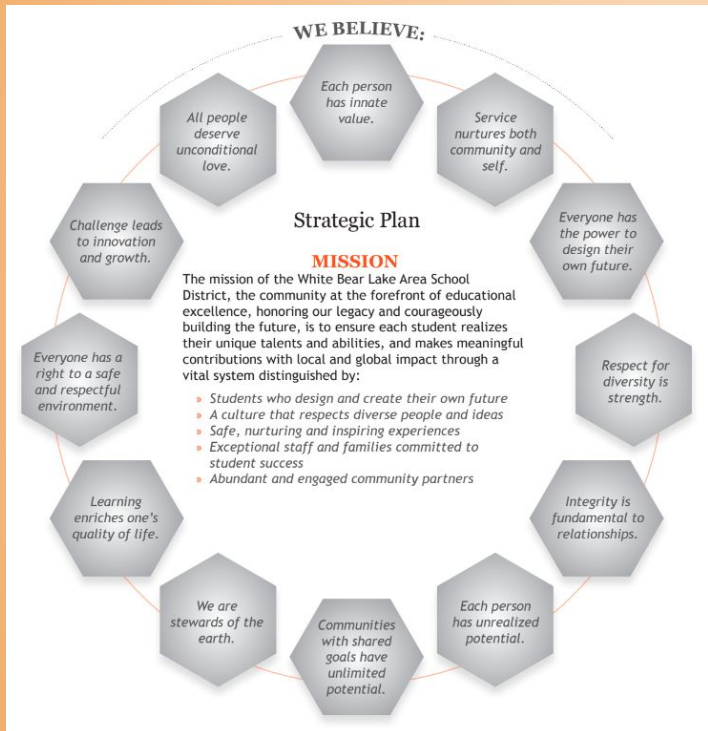 WE BELIEVE:
Each person
has innate
value.
Service
nurtures both
community and
self.
Everyone has
the power to
design their
own future.
Respect for
diversity is
strength.
Integrity is
fundamental to
relationships.
Each person
has unrealized
potential.
Communities
with shared
goals have
unlimited
potential.
We are
stewards of the
earth.
Learning
enriches one's
quality of life.
Everyone has a
right to a safe
and respectful
environment.
Challenge leads
to innovation
and growth.
All people
deserve
unconditional
love.
Strategic Plan
MISSION
The mission of the White Bear Lake Area School
District, the community at the forefront of educational
excellence, honoring our legacy and courageously
building the future, is to ensure each student realizes
their unique talents and abilities, and makes meaningful
contributions with local and global impact through a
vital system distinguished by:
» Students who design and create their own future
» A culture that respects diverse people and ideas
» Safe, nurturing and inspiring experiences
» Exceptional staff and families committed to
student success
» Abundant and engaged community partners